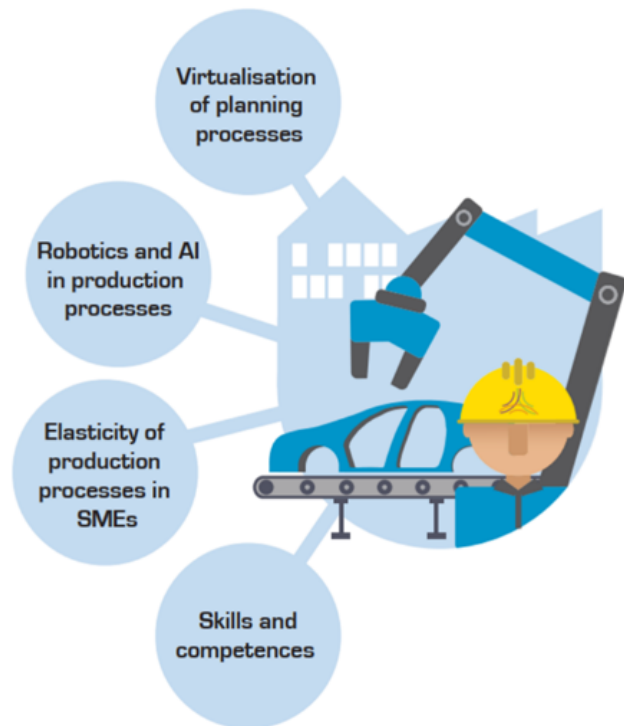 Virtualisation
of planning
processes
Robotics and AI
in production
processes
Elasticity of
production
processes in
SMEs
Skills and
competences